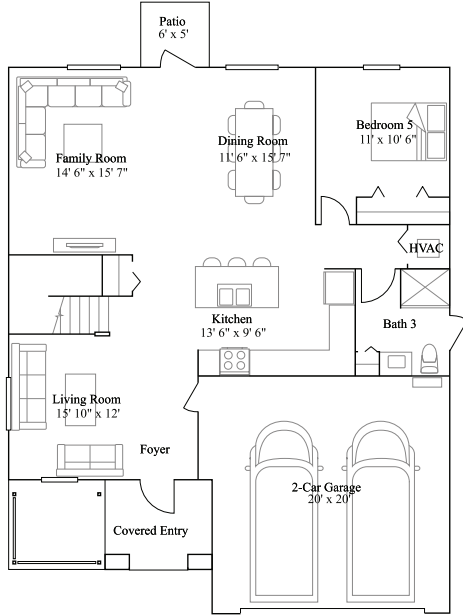 Patio
6' x 5'
Bedroom 5
11' x 10' 6"
Dining Room
11' 6" x 15' 7"
Family Room
14' 6" x 15' 7"
HVAC
Kitchen
13' 6" x 9' 6"
Bath 3
Living Room
15' 10" x 12'
Foyer
2-Car Garage
20' x 20'
Covered Entry